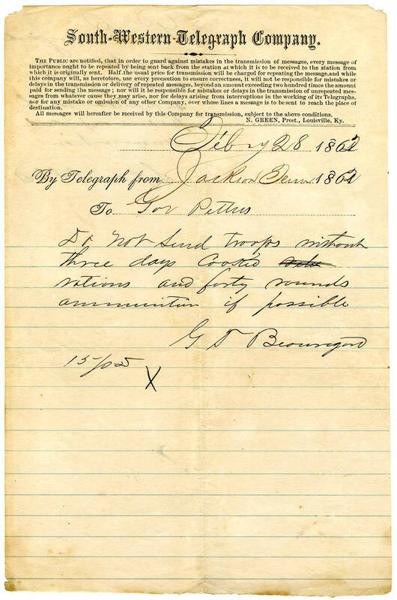 South-Western Telegraph Company.
THE PUBLIC are notified, that in order to guard against mistakes in the transmission of messages, every message of
importance ought to be repeated by being sent back from the station at which it is to be received to the station from
which it is originally sent. Half the usual price for transmission will be charged for repeating the message, and while
this company will, as heretofore, use every precaution to ensure correctness, it will not be responsible for mistakes or
delays in the transmission or delivery of repeated messages, beyond an amount exceeding two hundred times the amount
paid for sending the message; nor will it be responsible for mistakes or delays in the transmission of unrepeated mes-
sages from whatever cause they may arise, nor for delays arising from interruptions in the working of its Telegraphs,
nor for any mistake or omission of any other Company, over whose lines a message is to be sent to reach the place of
destination.
All messages will hereafter be received by this Company for transmission, subject to the above conditions.
N. GREEN, Prest., Louisville, Ky.
Feb'ry 28 1862
By Telegraph from Jackson Tenn 1862
To Gov Pettus
Do Not Send troops without
three days Cooked
rations and forty rounds
ammunition if possible
G T Beauregard
15/pd
X